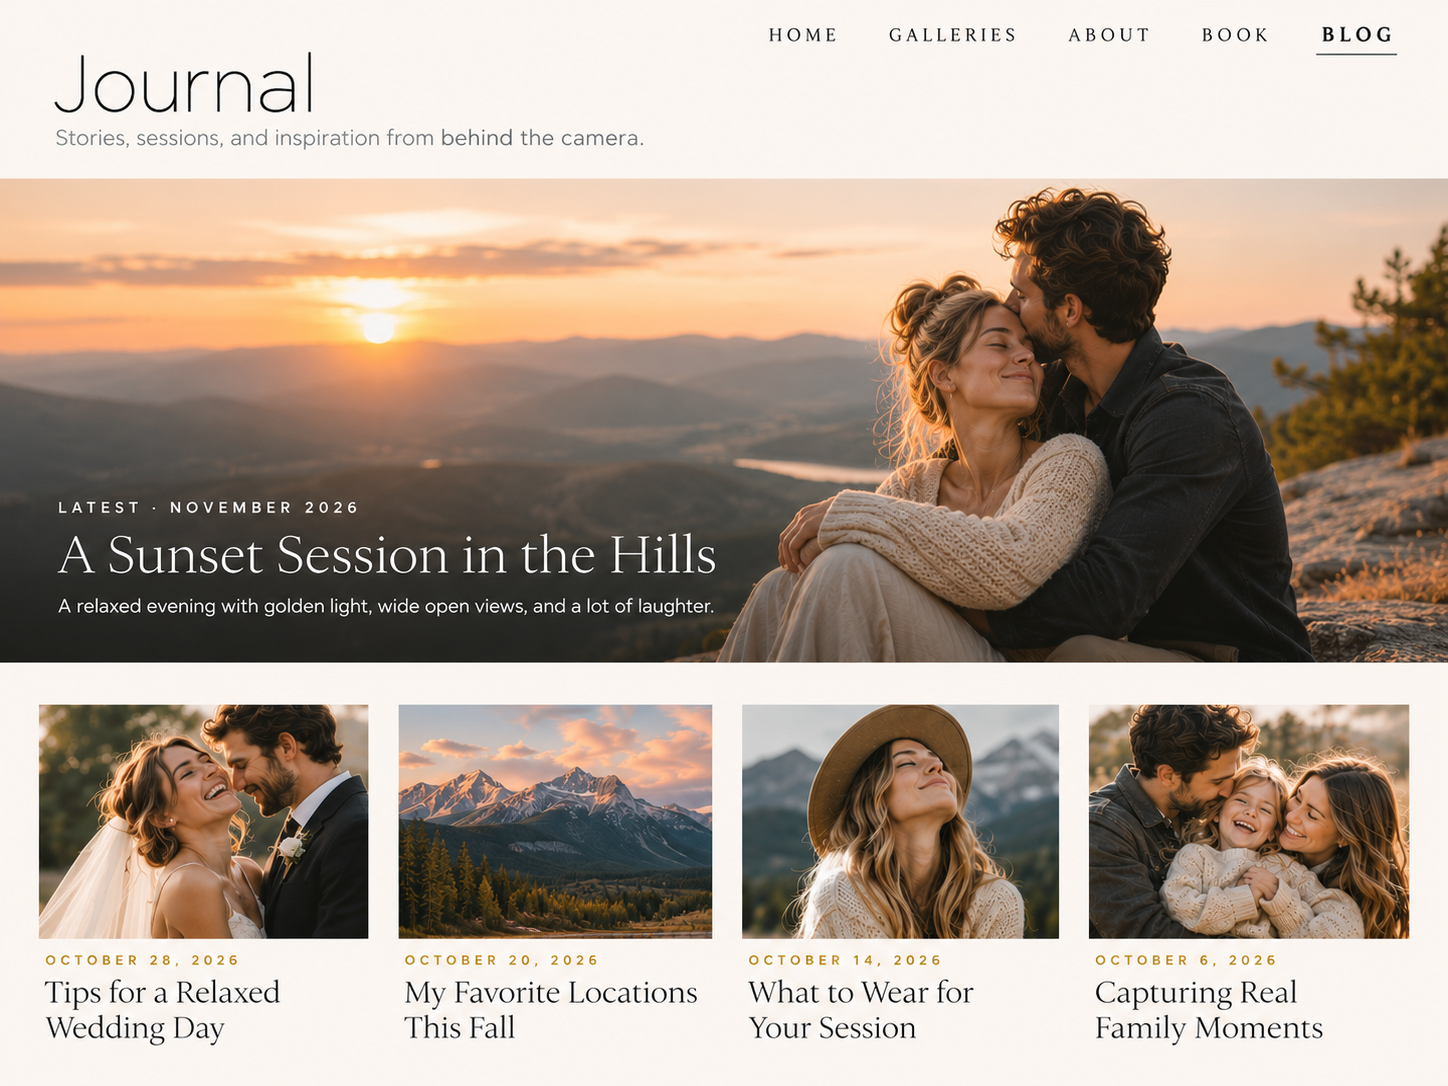 HOME GALLERIES ABOUT BOOK BLOG
Journal
Stories, sessions, and inspiration from behind the camera.
LATEST · NOVEMBER 2026
A Sunset Session in the Hills
A relaxed evening with golden light, wide open views, and a lot of laughter.
OCTOBER 28, 2026
Tips for a Relaxed
Wedding Day
OCTOBER 20, 2026
My Favorite Locations
This Fall
OCTOBER 14, 2026
What to Wear for
Your Session
OCTOBER 6, 2026
Capturing Real
Family Moments